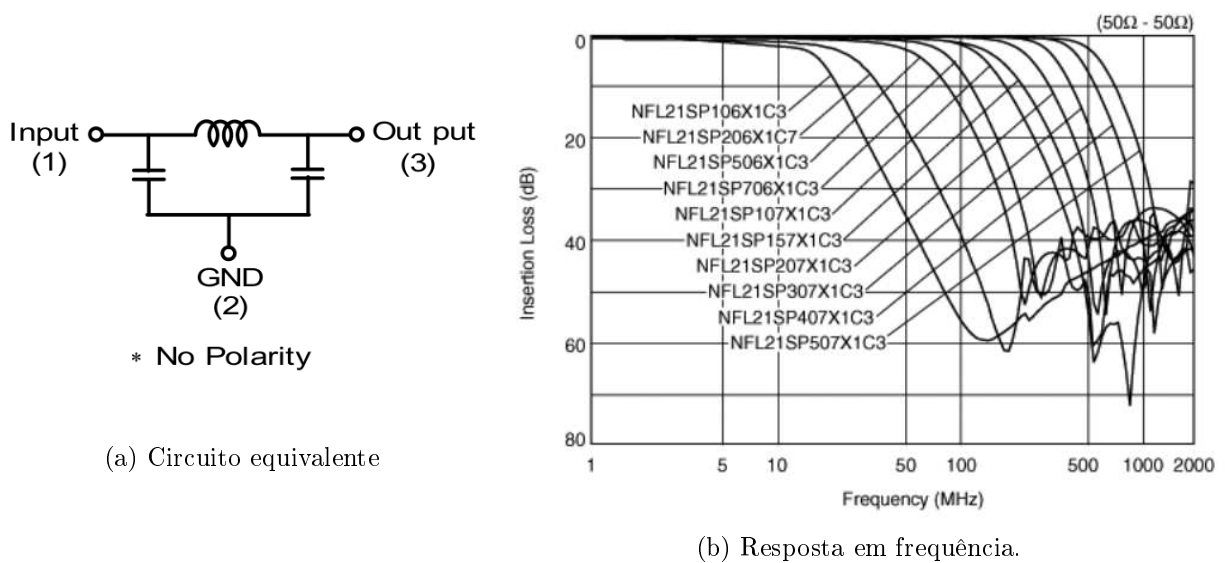 Input
(1)
Out put
(3)
GND
(2)
* No Polarity
(a) Circuito equivalente
(50Ω - 50Ω)
0
20
40
60
80
Insertion Loss (dB)
NFL21SP106X1C3
NFL21SP206X1C7
NFL21SP506X1C3
NFL21SP706X1C3
NFL21SP107X1C3
NFL21SP157X1C3
NFL21SP207X1C3
NFL21SP307X1C3
NFL21SP407X1C3
NFL21SP507X1C3
1 5 10 50 100 500 1000 2000
Frequency (MHz)
(b) Resposta em frequência.